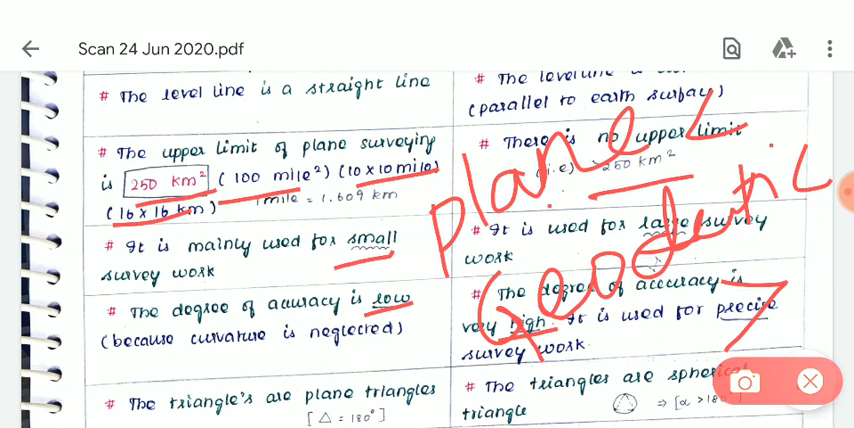 Scan 24 Jun 2020.pdf
# The level line is a straight line
# The upper limit of plane surveying
is 250 km² (100 mile²) (10 x 10 mile)
(16 x 16 km) 1 mile = 1.609 km
# It is mainly used for small
survey work
# The degree of accuracy is low
(because curvature is neglected)
# The triangle's are plane triangles
[△ = 180°]
# The level line
(parallel to earth surface)
# There is no upper limit
(i.e) >250 km²
# It is used for large survey
work
# The degree of accuracy is
very high. It is used for precise
survey work.
# The triangles are spherical
triangle ⇒ [α > 180°]
plane <
Geodentic >